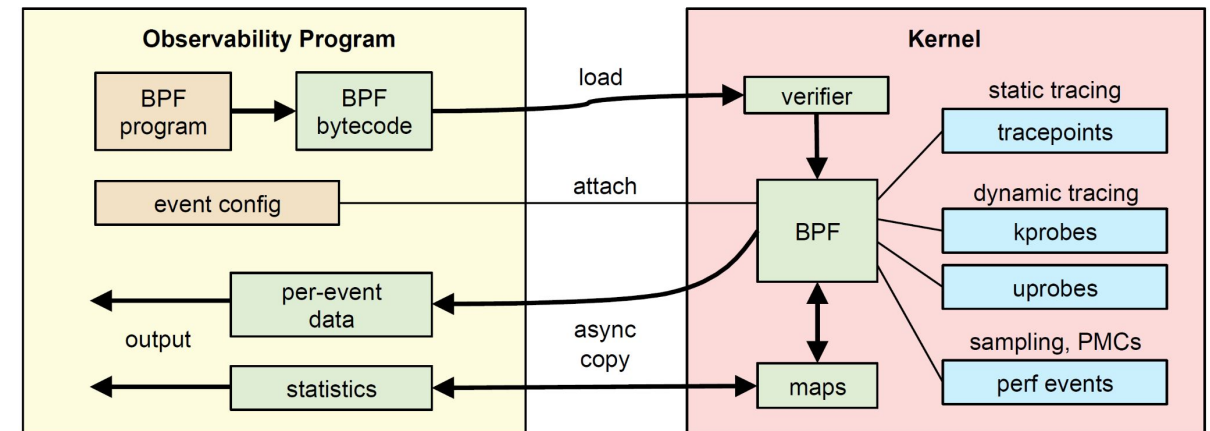 Observability Program
BPF
program
BPF
bytecode
event config
per-event
data
output
statistics
load
attach
async
copy
Kernel
verifier
BPF
maps
static tracing
tracepoints
dynamic tracing
kprobes
uprobes
sampling, PMCs
perf events